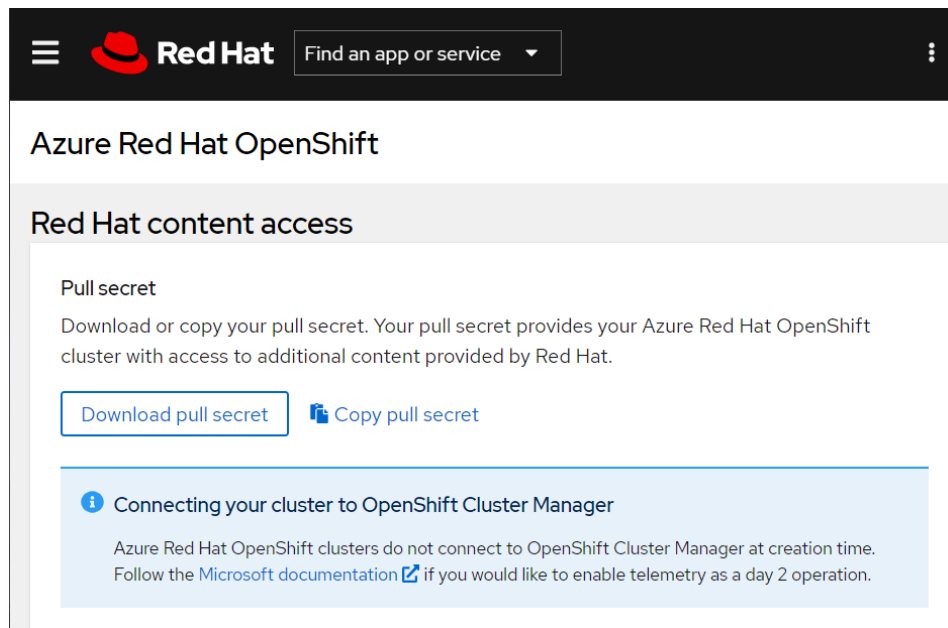 Red Hat
Find an app or service
Azure Red Hat OpenShift
Red Hat content access
Pull secret
Download or copy your pull secret. Your pull secret provides your Azure Red Hat OpenShift
cluster with access to additional content provided by Red Hat.
Download pull secret
Copy pull secret
Connecting your cluster to OpenShift Cluster Manager
Azure Red Hat OpenShift clusters do not connect to OpenShift Cluster Manager at creation time.
Follow the Microsoft documentation if you would like to enable telemetry as a day 2 operation.